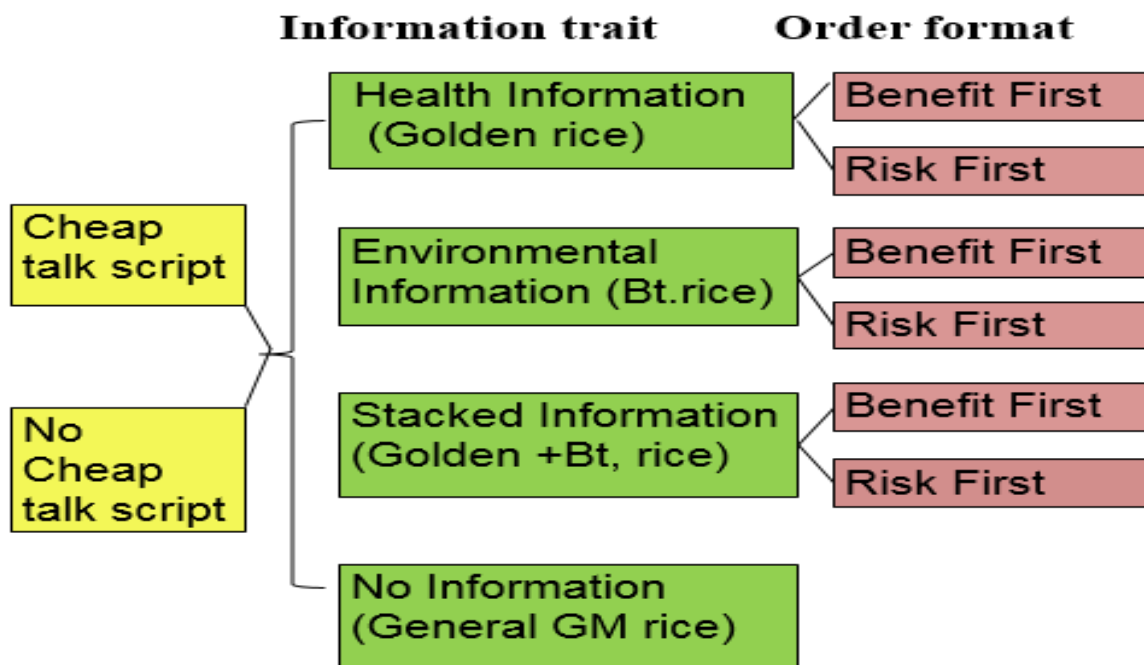 Information trait
Order format
Cheap
talk script
No
Cheap
talk script
Health Information
(Golden rice)
Environmental
Information (Bt.rice)
Stacked Information
(Golden +Bt, rice)
No Information
(General GM rice)
Benefit First
Risk First
Benefit First
Risk First
Benefit First
Risk First